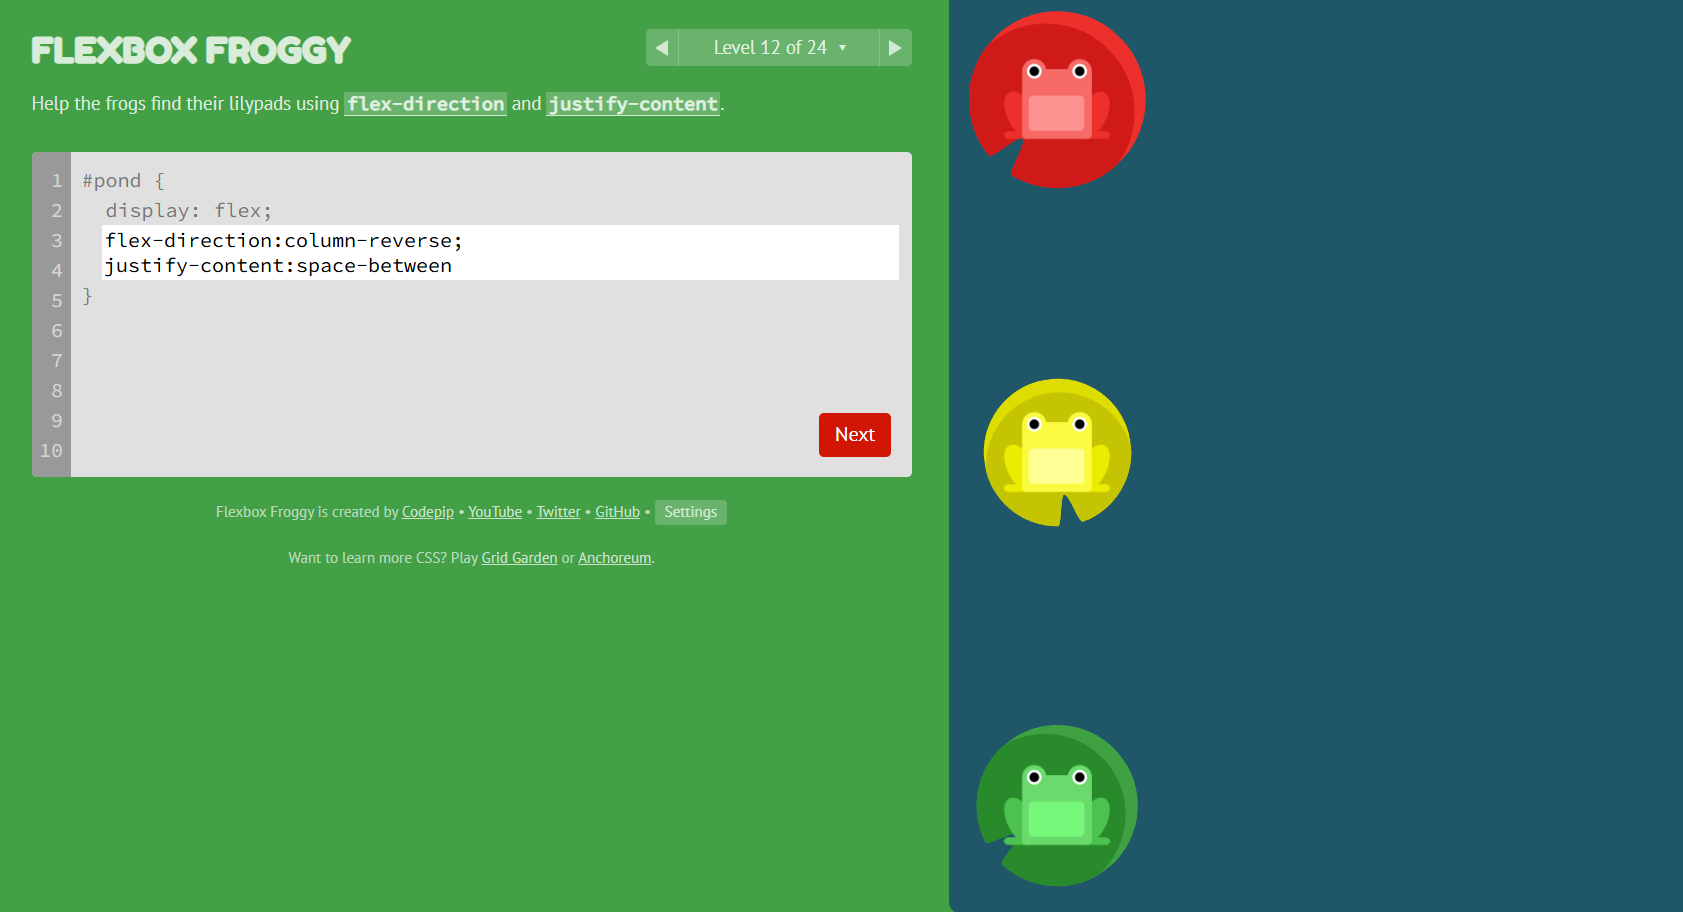 FLEXBOX FROGGY
◀ Level 12 of 24 ▼ ▶
Help the frogs find their lilypads using flex-direction and justify-content.
1 #pond {
2 display: flex;
3 flex-direction:column-reverse;
4 justify-content:space-between
5 }
6
7
8
9
10
Next
Flexbox Froggy is created by Codepip • YouTube • Twitter • GitHub • Settings
Want to learn more CSS? Play Grid Garden or Anchoreum.